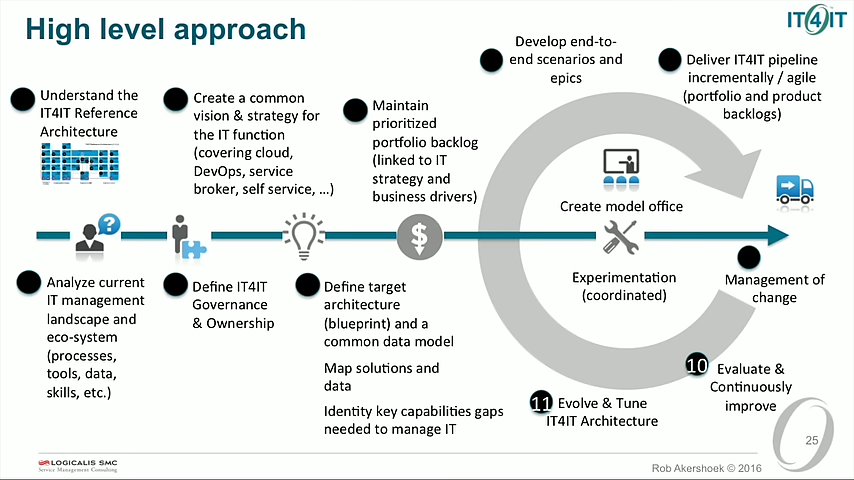 High level approach
IT4IT
Understand the
IT4IT Reference
Architecture
Create a common
vision & strategy for
the IT function
(covering cloud,
DevOps, service
broker, self service, …)
Maintain
prioritized
portfolio backlog
(linked to IT
strategy and
business drivers)
Develop end-to-
end scenarios and
epics
Deliver IT4IT pipeline
incrementally / agile
(portfolio and product
backlogs)
Create model office
Experimentation
(coordinated)
Analyze current
IT management
landscape and
eco-system
(processes,
tools, data,
skills, etc.)
Define IT4IT
Governance
& Ownership
Define target
architecture
(blueprint) and a
common data model
Map solutions and
data
Identity key capabilities gaps
needed to manage IT
Management of
change
10 Evaluate &
Continuously
improve
11 Evolve & Tune
IT4IT Architecture
25
LOGICALIS SMC
Service Management Consulting
Rob Akershoek © 2016